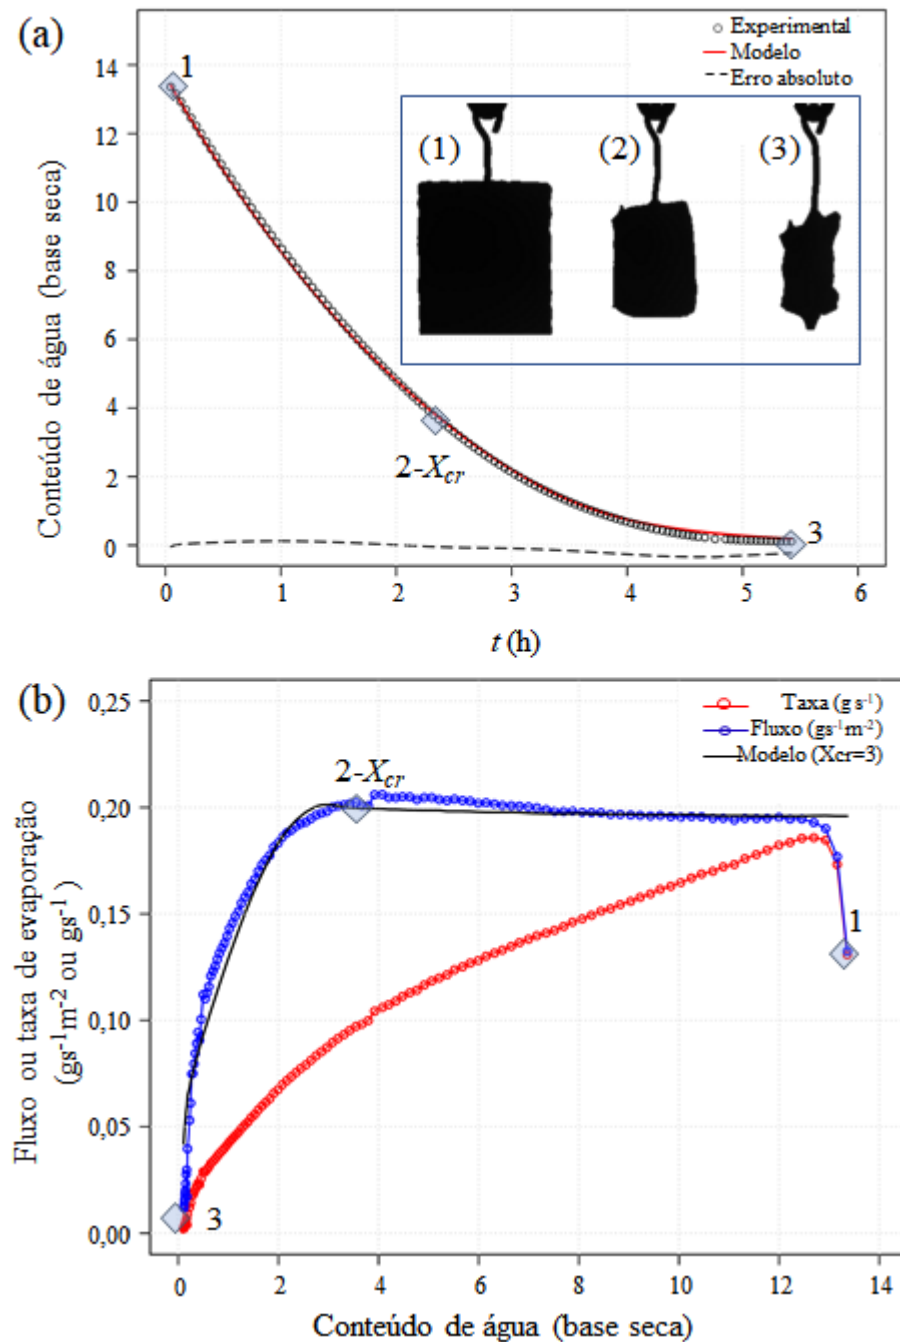 (a)
Experimental
Modelo
Erro absoluto
1
(1)
(2)
(3)
2-Xcr
3
14
12
10
8
6
4
2
0
Conteúdo de água (base seca)
0 1 2 3 4 5 6
t (h)
(b)
Taxa (g s-1)
Fluxo (gs-1m-2)
Modelo (Xcr=3)
2-Xcr
1
3
0,25
0,20
0,15
0,10
0,05
0,00
Fluxo ou taxa de evaporação
(gs-1m-2 ou gs-1)
0 2 4 6 8 10 12 14
Conteúdo de água (base seca)